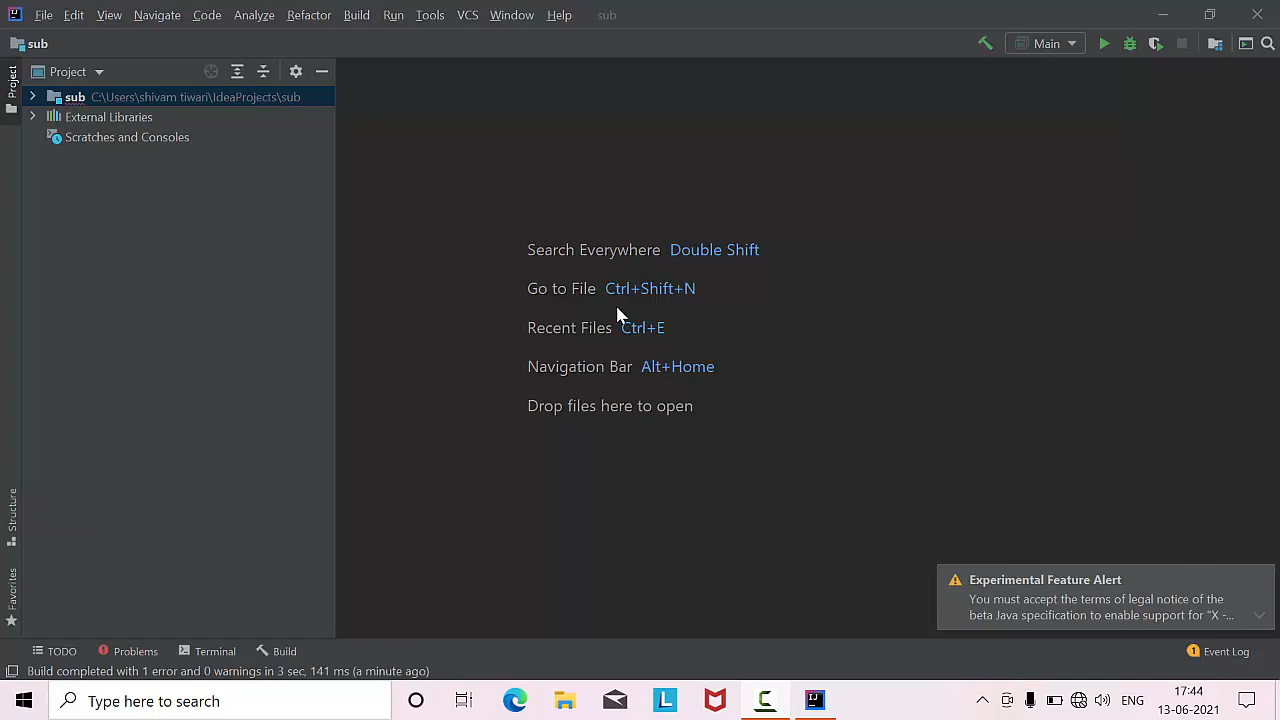 File Edit View Navigate Code Analyze Refactor Build Run Tools VCS Window Help sub
sub
Main
Project
Project
sub C:\Users\shivam tiwari\IdeaProjects\sub
External Libraries
Scratches and Consoles
Search Everywhere Double Shift
Go to File Ctrl+Shift+N
Recent Files Ctrl+E
Navigation Bar Alt+Home
Drop files here to open
Structure
Favorites
Experimental Feature Alert
You must accept the terms of legal notice of the
beta Java specification to enable support for "X -...
TODO Problems Terminal Build
1 Event Log
Build completed with 1 error and 0 warnings in 3 sec, 141 ms (a minute ago)
Type here to search
ENG
17:44
13-06-2021